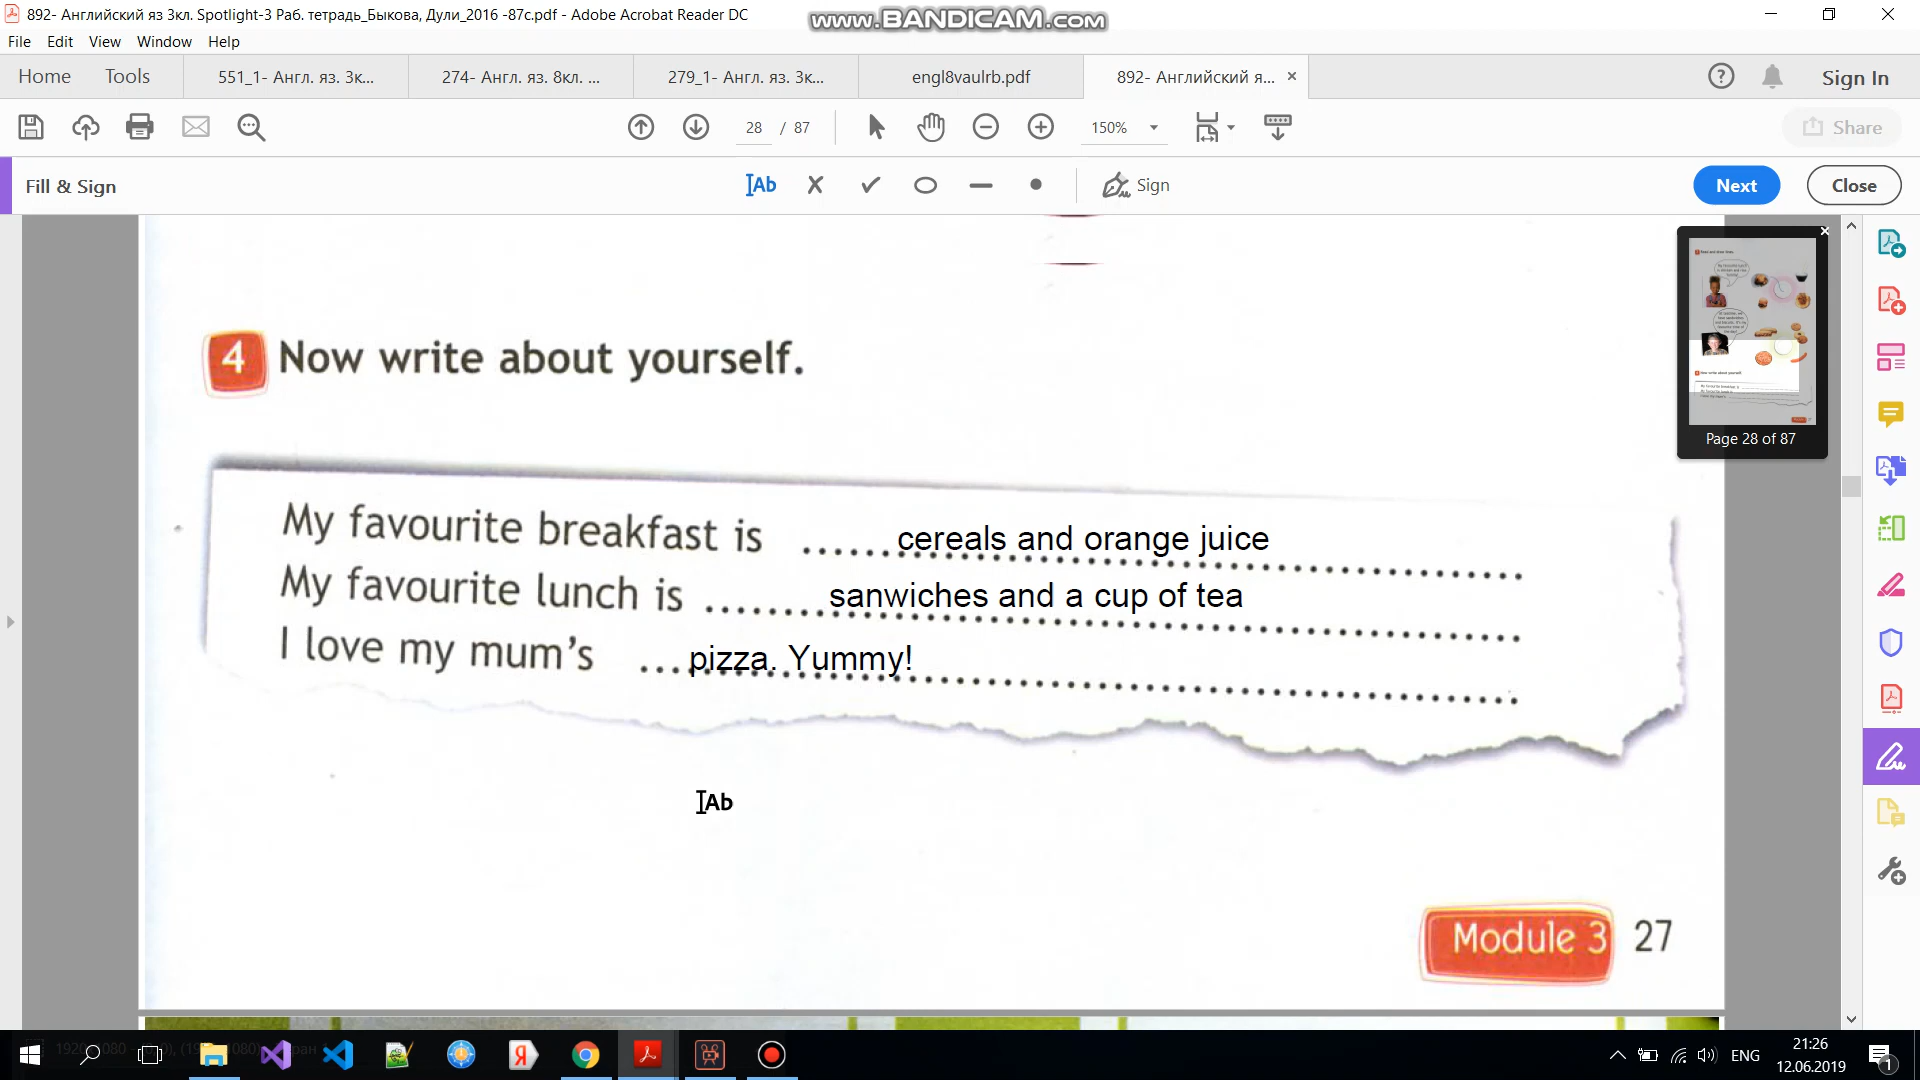 892- Английский яз 3кл. Spotlight-3 Раб. тетрадь_Быкова, Дули_2016 -87с.pdf - Adobe Acrobat Reader DC
www.BANDICAM.com
File Edit View Window Help
Home Tools 551_1- Англ. яз. 3к... 274- Англ. яз. 8кл. ... 279_1- Англ. яз. 3к... engl8vaulrb.pdf 892- Английский я... × Sign In
28 / 87 150% Share
Fill & Sign Ab Sign Next Close
Page 28 of 87
4 Now write about yourself.
My favourite breakfast is ...... cereals and orange juice
My favourite lunch is ........ sanwiches and a cup of tea
I love my mum's ... pizza. Yummy!
Ab
Module 3 27
ENG 21:26
12.06.2019
1